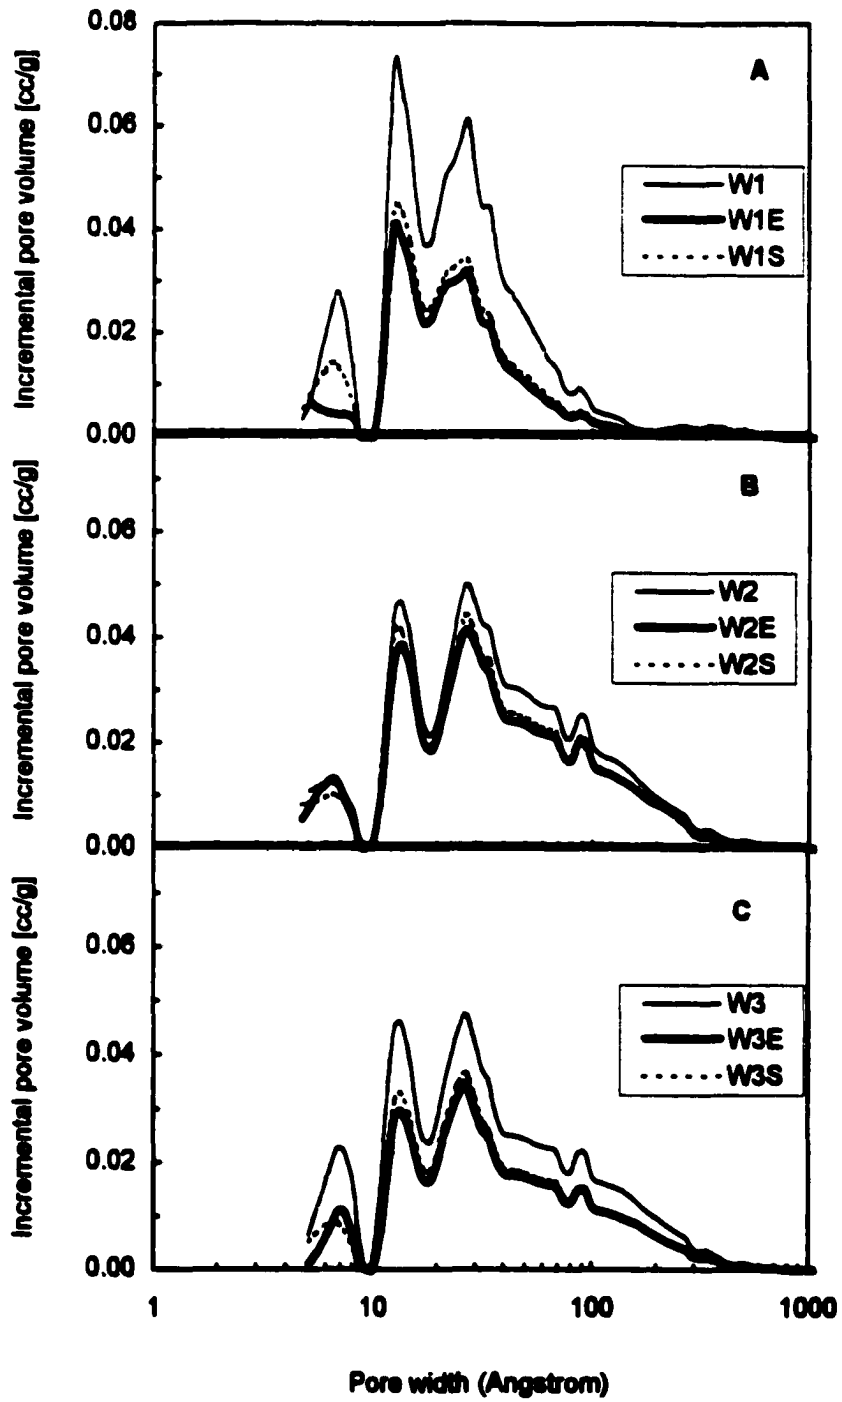 0.08
A
Incremental pore volume [cc/g]
0.06
W1
W1E
0.04
W1S
0.02
0.00
B
Incremental pore volume [cc/g]
0.06
W2
W2E
0.04
W2S
0.02
0.00
C
Incremental pore volume [cc/g]
0.06
W3
W3E
0.04
W3S
0.02
0.00
1 10 100 1000
Pore width (Angstrom)